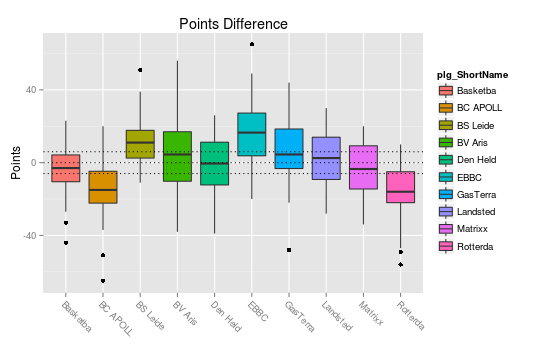 Points Difference
Points
40
0
-40
Basketba
BC APOLL
BS Leide
BV Aris
Den Held
EBBC
GasTerra
Landsted
Matrixx
Rotterda
plg_ShortName
Basketba
BC APOLL
BS Leide
BV Aris
Den Held
EBBC
GasTerra
Landsted
Matrixx
Rotterda